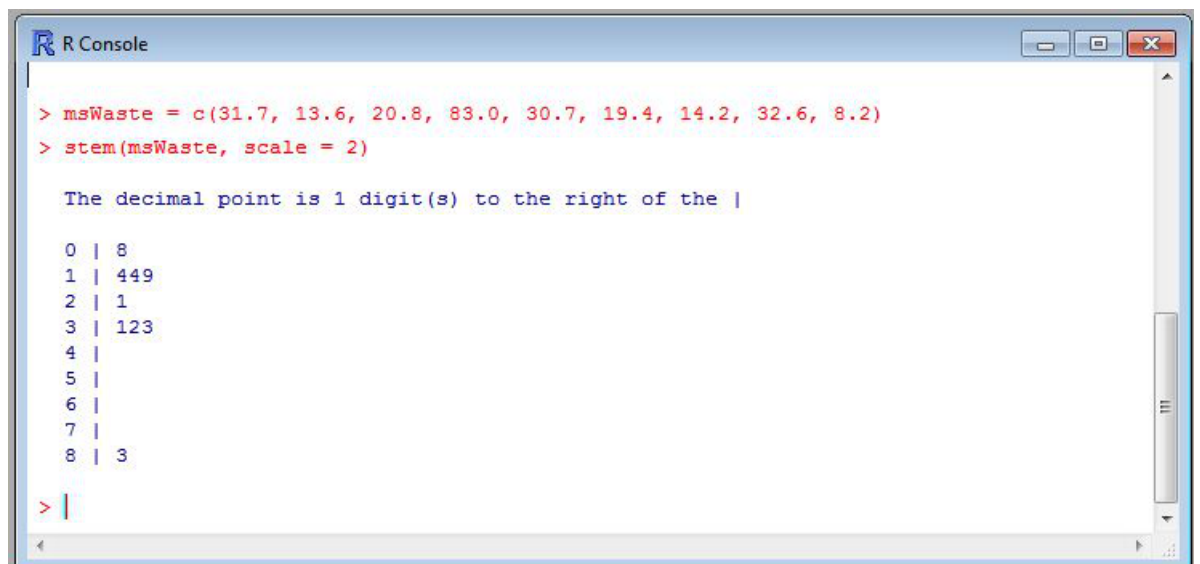 R Console
> msWaste = c(31.7, 13.6, 20.8, 83.0, 30.7, 19.4, 14.2, 32.6, 8.2)
> stem(msWaste, scale = 2)
The decimal point is 1 digit(s) to the right of the |
0 | 8
1 | 449
2 | 1
3 | 123
4 |
5 |
6 |
7 |
8 | 3
>